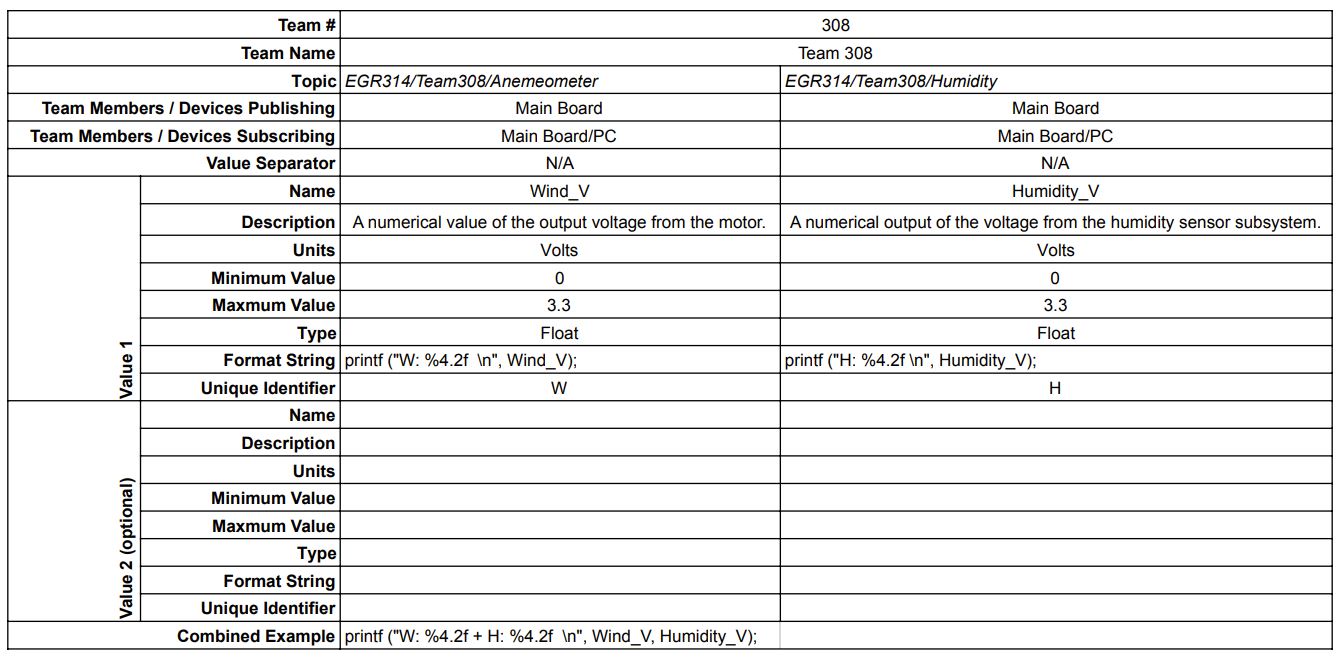 Team # 308
Team Name Team 308
Topic EGR314/Team308/Anemeometer EGR314/Team308/Humidity
Team Members / Devices Publishing Main Board Main Board
Team Members / Devices Subscribing Main Board/PC Main Board/PC
Value Separator N/A N/A
Value 1
Name Wind_V Humidity_V
Description A numerical value of the output voltage from the motor. A numerical output of the voltage from the humidity sensor subsystem.
Units Volts Volts
Minimum Value 0 0
Maxmum Value 3.3 3.3
Type Float Float
Format String printf ("W: %4.2f  \n", Wind_V); printf ("H: %4.2f \n", Humidity_V);
Unique Identifier W H
Value 2 (optional)
Name
Description
Units
Minimum Value
Maxmum Value
Type
Format String
Unique Identifier
Combined Example printf ("W: %4.2f + H: %4.2f  \n", Wind_V, Humidity_V);